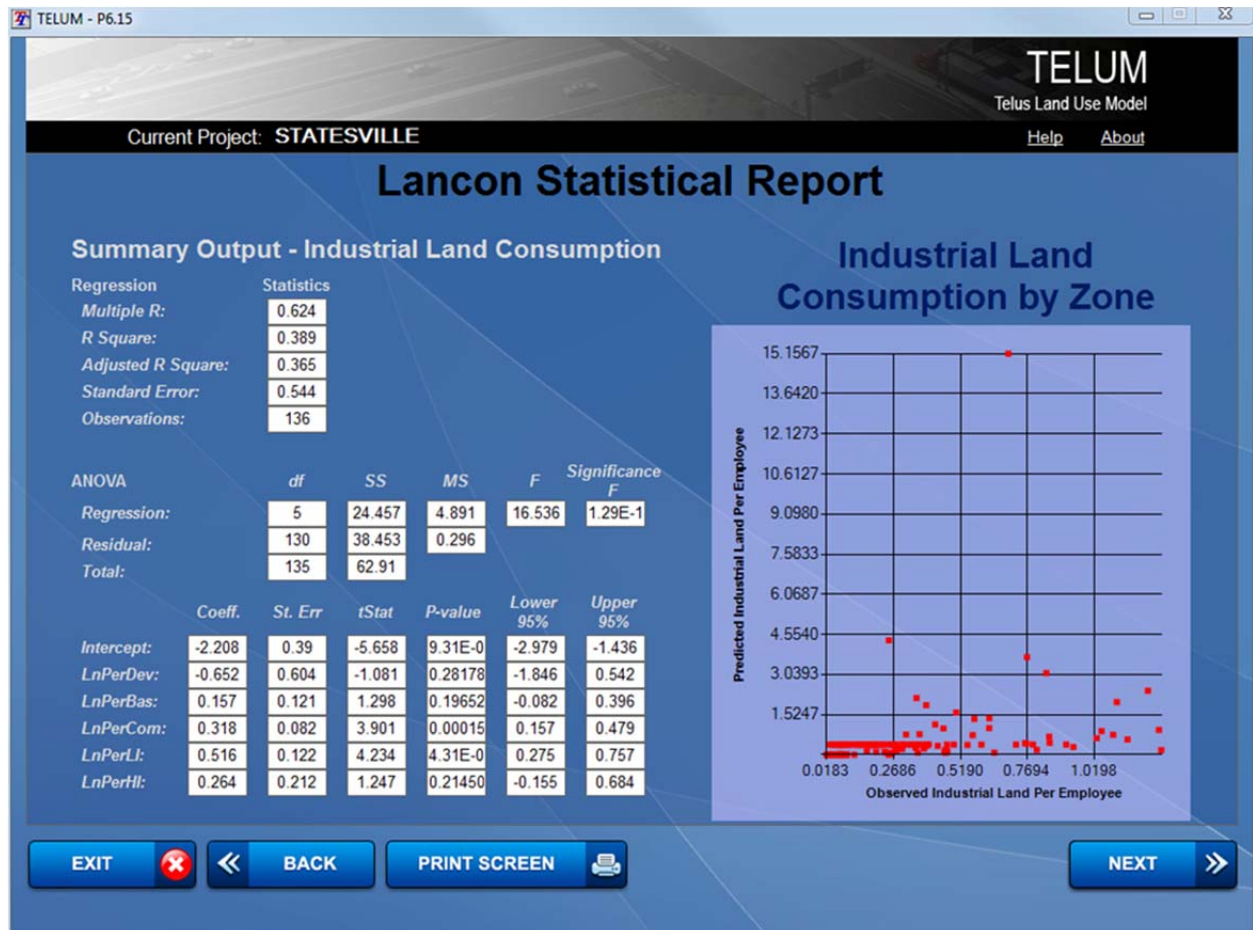 TELUM - P6.15
TELUM
Telus Land Use Model
Current Project: STATESVILLE
Help About
Lancon Statistical Report
Summary Output - Industrial Land Consumption
Regression Statistics
Multiple R: 0.624
R Square: 0.389
Adjusted R Square: 0.365
Standard Error: 0.544
Observations: 136
ANOVA df SS MS F Significance F
Regression: 5 24.457 4.891 16.536 1.29E-1
Residual: 130 38.453 0.296
Total: 135 62.91
Coeff. St. Err tStat P-value Lower 95% Upper 95%
Intercept: -2.208 0.39 -5.658 9.31E-0 -2.979 -1.436
LnPerDev: -0.652 0.604 -1.081 0.28178 -1.846 0.542
LnPerBas: 0.157 0.121 1.298 0.19652 -0.082 0.396
LnPerCom: 0.318 0.082 3.901 0.00015 0.157 0.479
LnPerLI: 0.516 0.122 4.234 4.31E-0 0.275 0.757
LnPerHI: 0.264 0.212 1.247 0.21450 -0.155 0.684
Industrial Land
Consumption by Zone
Predicted Industrial Land Per Employee
15.1567
13.6420
12.1273
10.6127
9.0980
7.5833
6.0687
4.5540
3.0393
1.5247
0.0183 0.2686 0.5190 0.7694 1.0198
Observed Industrial Land Per Employee
EXIT BACK PRINT SCREEN NEXT